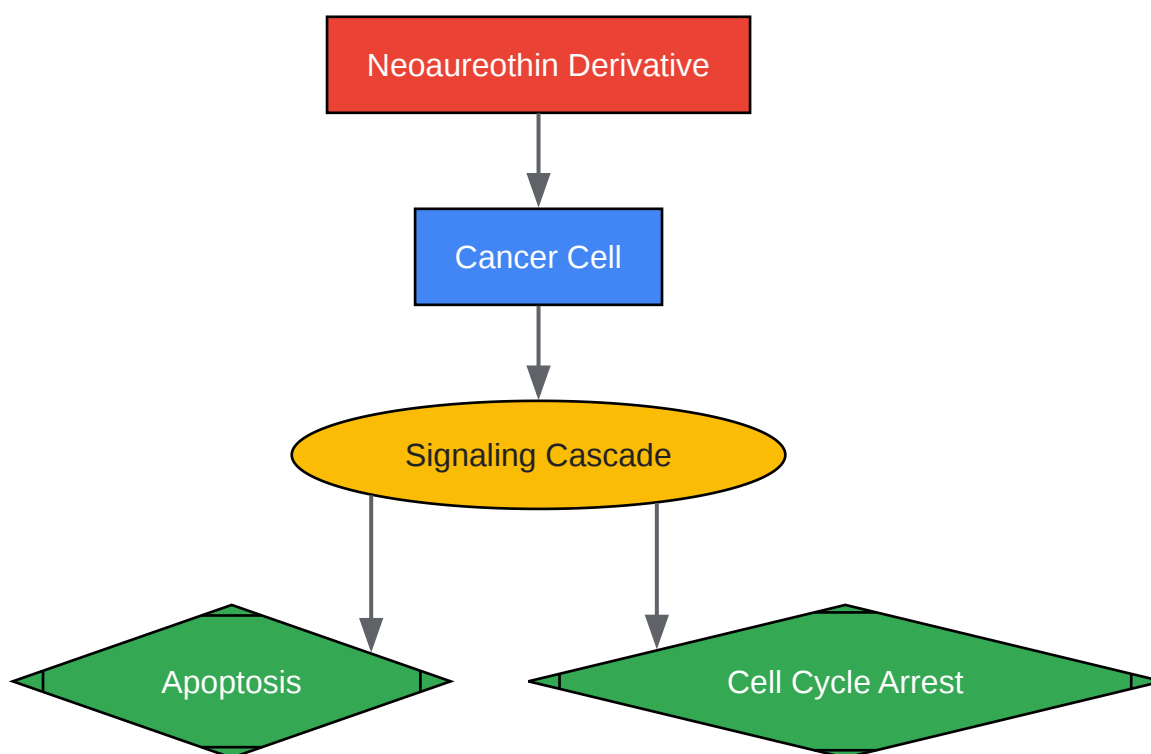 Neoaureothin Derivative
Cancer Cell
Signaling Cascade
Apoptosis
Cell Cycle Arrest